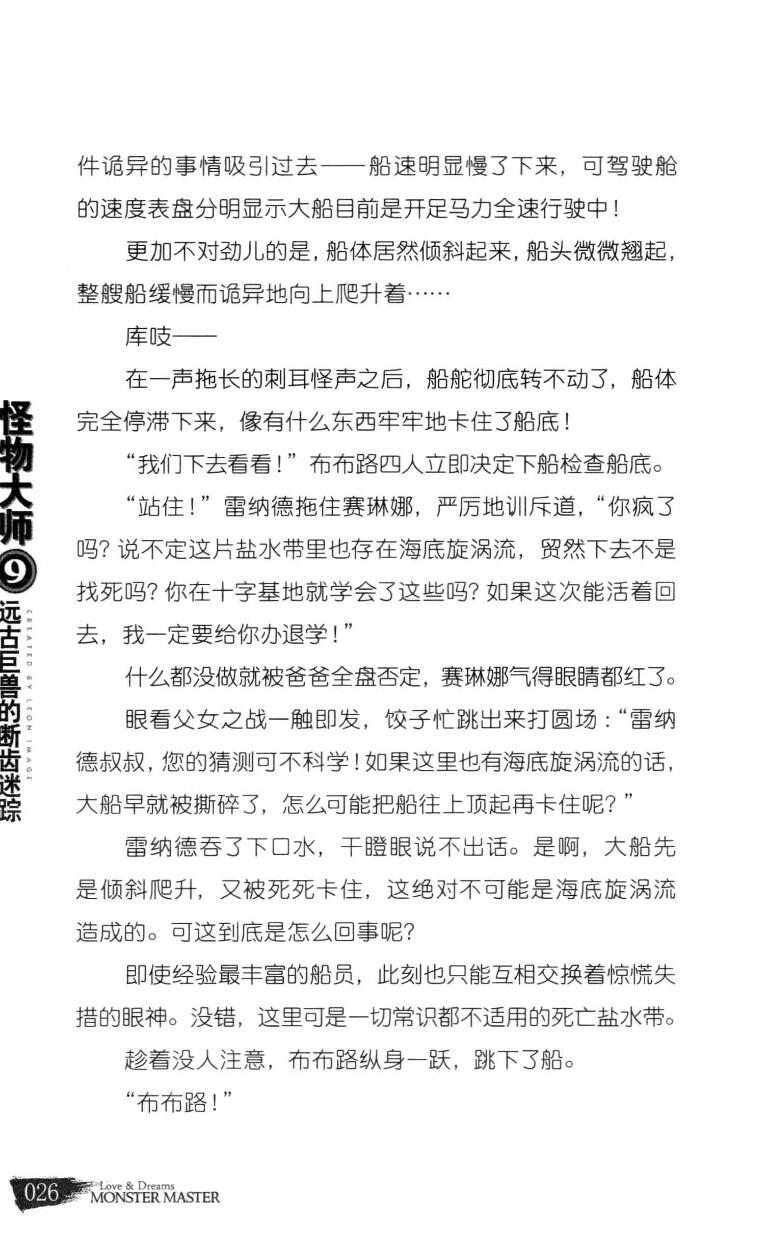 件诡异的事情吸引过去——船速明显慢了下来，可驾驶舱
的速度表盘分明显示大船目前是开足马力全速行驶中！
更加不对劲儿的是，船体居然倾斜起来，船头微微翘起，
整艘船缓慢而诡异地向上爬升着……
库吱——
在一声拖长的刺耳怪声之后，船舵彻底转不动了，船体
完全停滞下来，像有什么东西牢牢地卡住了船底！
“我们下去看看！”布布路四人立即决定下船检查船底。
“站住！”雷纳德拖住赛琳娜，严厉地训斥道，“你疯了
吗？说不定这片盐水带里也存在海底旋涡流，贸然下去不是
找死吗？你在十字基地就学会了这些吗？如果这次能活着回
去，我一定要给你办退学！”
什么都没做就被爸爸全盘否定，赛琳娜气得眼睛都红了。
眼看父女之战一触即发，饺子忙跳出来打圆场：“雷纳
德叔叔，您的猜测可不科学！如果这里也有海底旋涡流的话，
大船早就被撕碎了，怎么可能把船往上顶起再卡住呢？”
雷纳德吞了下口水，干瞪眼说不出话。是啊，大船先
是倾斜爬升，又被死死卡住，这绝对不可能是海底旋涡流
造成的。可这到底是怎么回事呢？
即使经验最丰富的船员，此刻也只能互相交换着惊慌失
措的眼神。没错，这里可是一切常识都不适用的死亡盐水带。
趁着没人注意，布布路纵身一跃，跳下了船。
“布布路！”
怪物大师9
远古巨兽的断齿迷踪
CREATED BY LEON IMAGE
026
Love & Dreams
MONSTER MASTER